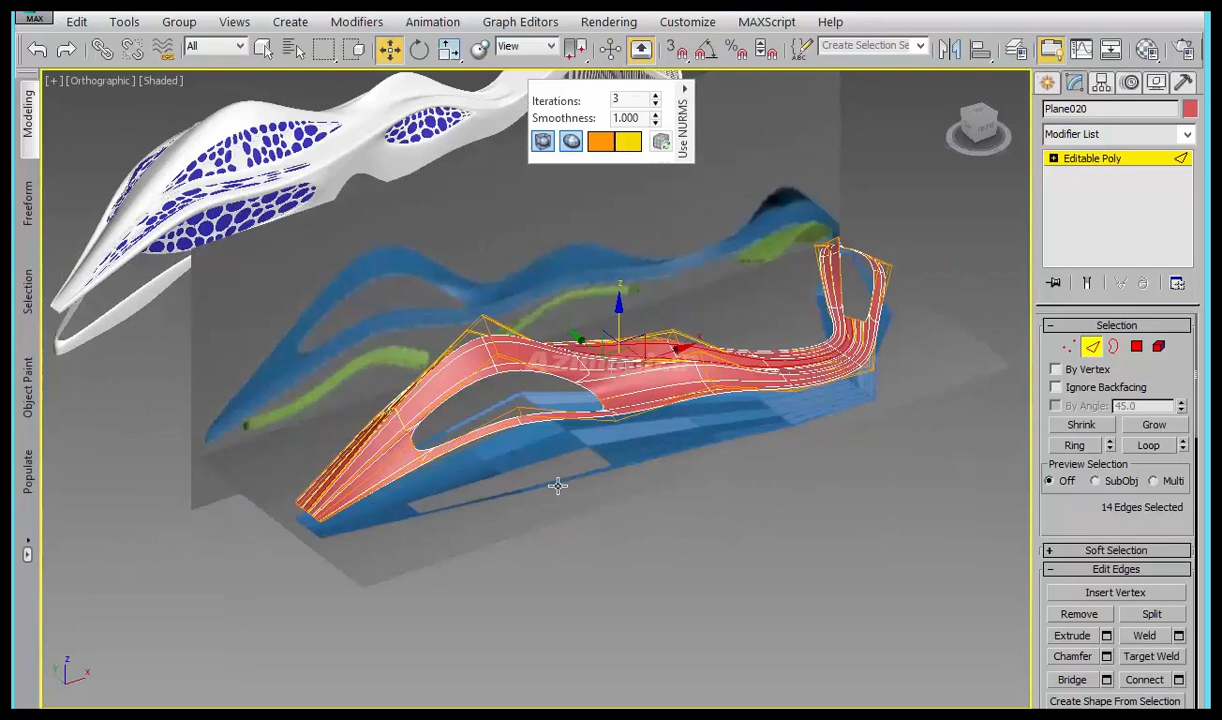 MAX
Edit Tools Group Views Create Modifiers Animation Graph Editors Rendering Customize MAXScript Help
All
View
Create Selection Se
[+] [Orthographic] [Shaded]
Iterations: 3
Smoothness: 1.000
Use NURMS
Modeling
Freeform
Selection
Object Paint
Populate
Plane020
Modifier List
Editable Poly
Selection
By Vertex
Ignore Backfacing
By Angle: 45.0
Shrink Grow
Ring Loop
Preview Selection
Off SubObj Multi
14 Edges Selected
Soft Selection
Edit Edges
Insert Vertex
Remove Split
Extrude Weld
Chamfer Target Weld
Bridge Connect
Create Shape From Selection
z
x
z
x
y